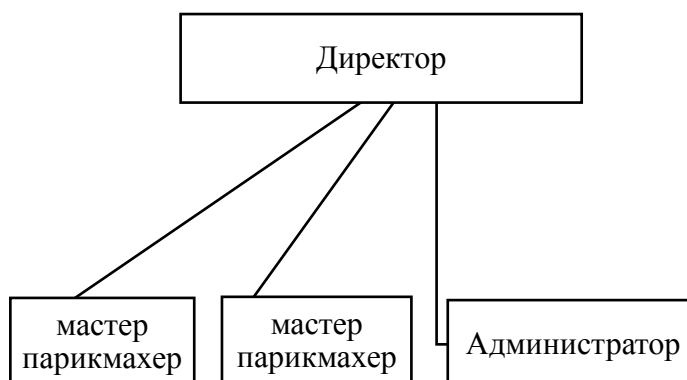 Директор
мастер
парикмахер
мастер
парикмахер
Администратор